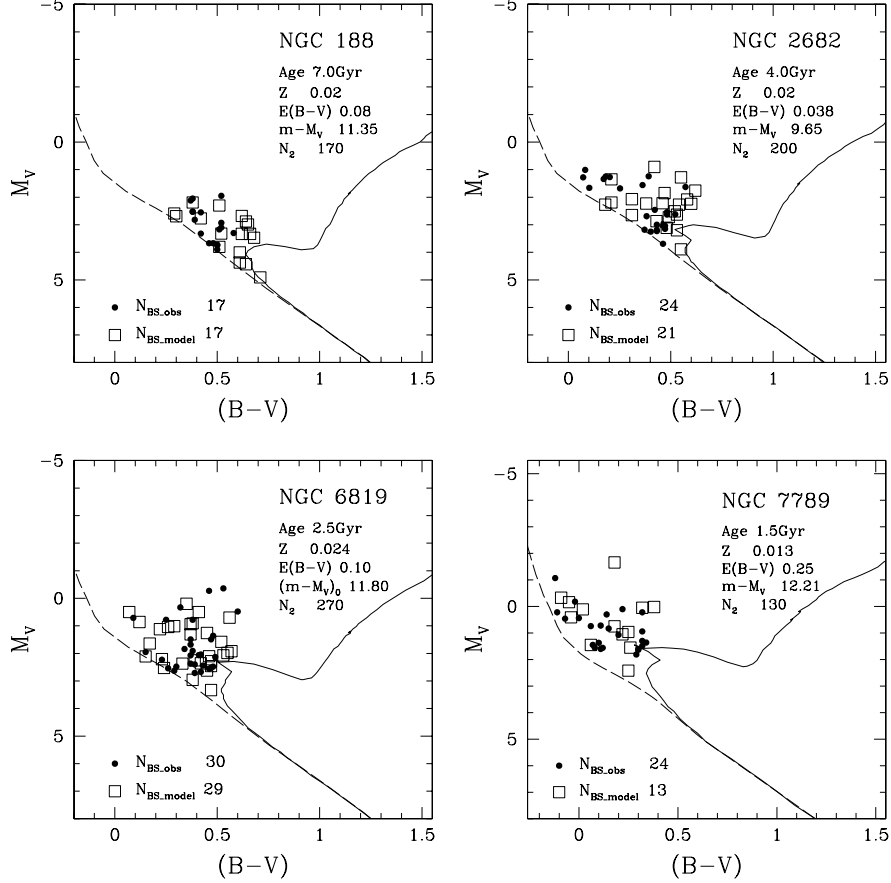 NGC 188
Age 7.0Gyr
Z 0.02
E(B−V) 0.08
m−M_V 11.35
N_2 170
N_BS_obs 17
N_BS_model 17
−5
0
5
M_V
0 0.5 1 1.5
(B−V)
NGC 2682
Age 4.0Gyr
Z 0.02
E(B−V) 0.038
m−M_V 9.65
N_2 200
N_BS_obs 24
N_BS_model 21
−5
0
5
M_V
0 0.5 1 1.5
(B−V)
NGC 6819
Age 2.5Gyr
Z 0.024
E(B−V) 0.10
(m−M_V)_0 11.80
N_2 270
N_BS_obs 30
N_BS_model 29
−5
0
5
M_V
0 0.5 1 1.5
(B−V)
NGC 7789
Age 1.5Gyr
Z 0.013
E(B−V) 0.25
m−M_V 12.21
N_2 130
N_BS_obs 24
N_BS_model 13
−5
0
5
M_V
0 0.5 1 1.5
(B−V)